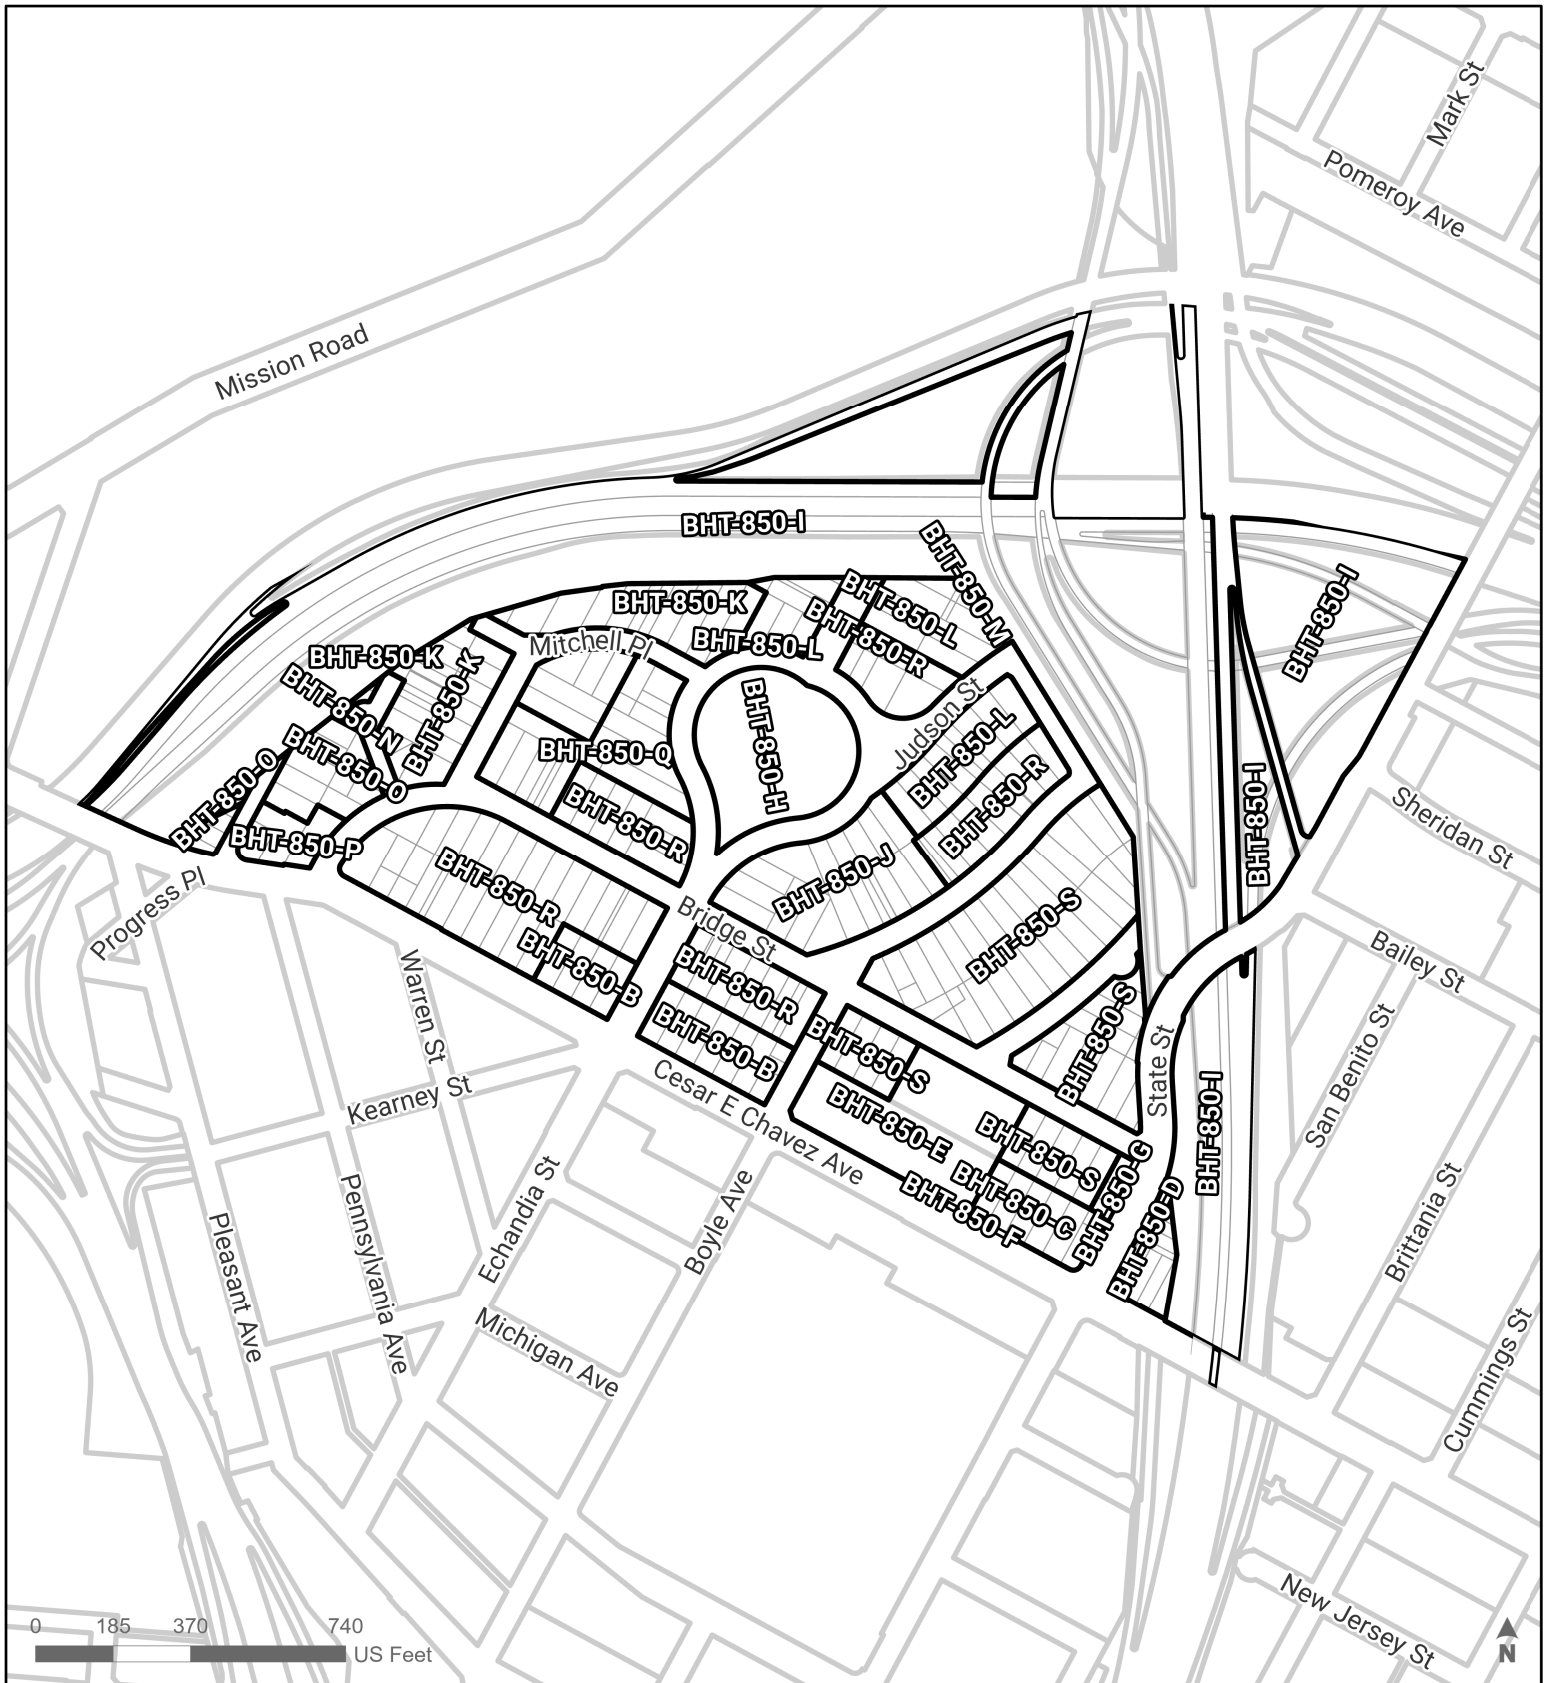 Mark St
Pomeroy Ave
Mission Road
BHT-850-I
BHT-850-M
BHT-850-I
BHT-850-K
BHT-850-L
BHT-850-R
BHT-850-L
Mitchell Pl
BHT-850-K
BHT-850-K
BHT-850-N
BHT-850-O
BHT-850-O
BHT-850-P
BHT-850-H
Judson St
BHT-850-L
BHT-850-R
BHT-850-Q
BHT-850-R
BHT-850-J
BHT-850-I
Sheridan St
Progress Pl
BHT-850-R
BHT-850-B
Bridge St
BHT-850-R
BHT-850-B
BHT-850-S
BHT-850-S
Bailey St
Warren St
BHT-850-S
BHT-850-E
State St
BHT-850-I
San Benito St
Kearney St
Cesar E Chavez Ave
BHT-850-S
BHT-850-C
BHT-850-F
BHT-850-G
BHT-850-D
Brittania St
Pleasant Ave
Pennsylvania Ave
Echandia St
Boyle Ave
Michigan Ave
Cummings St
New Jersey St
0 185 370 740
US Feet
N